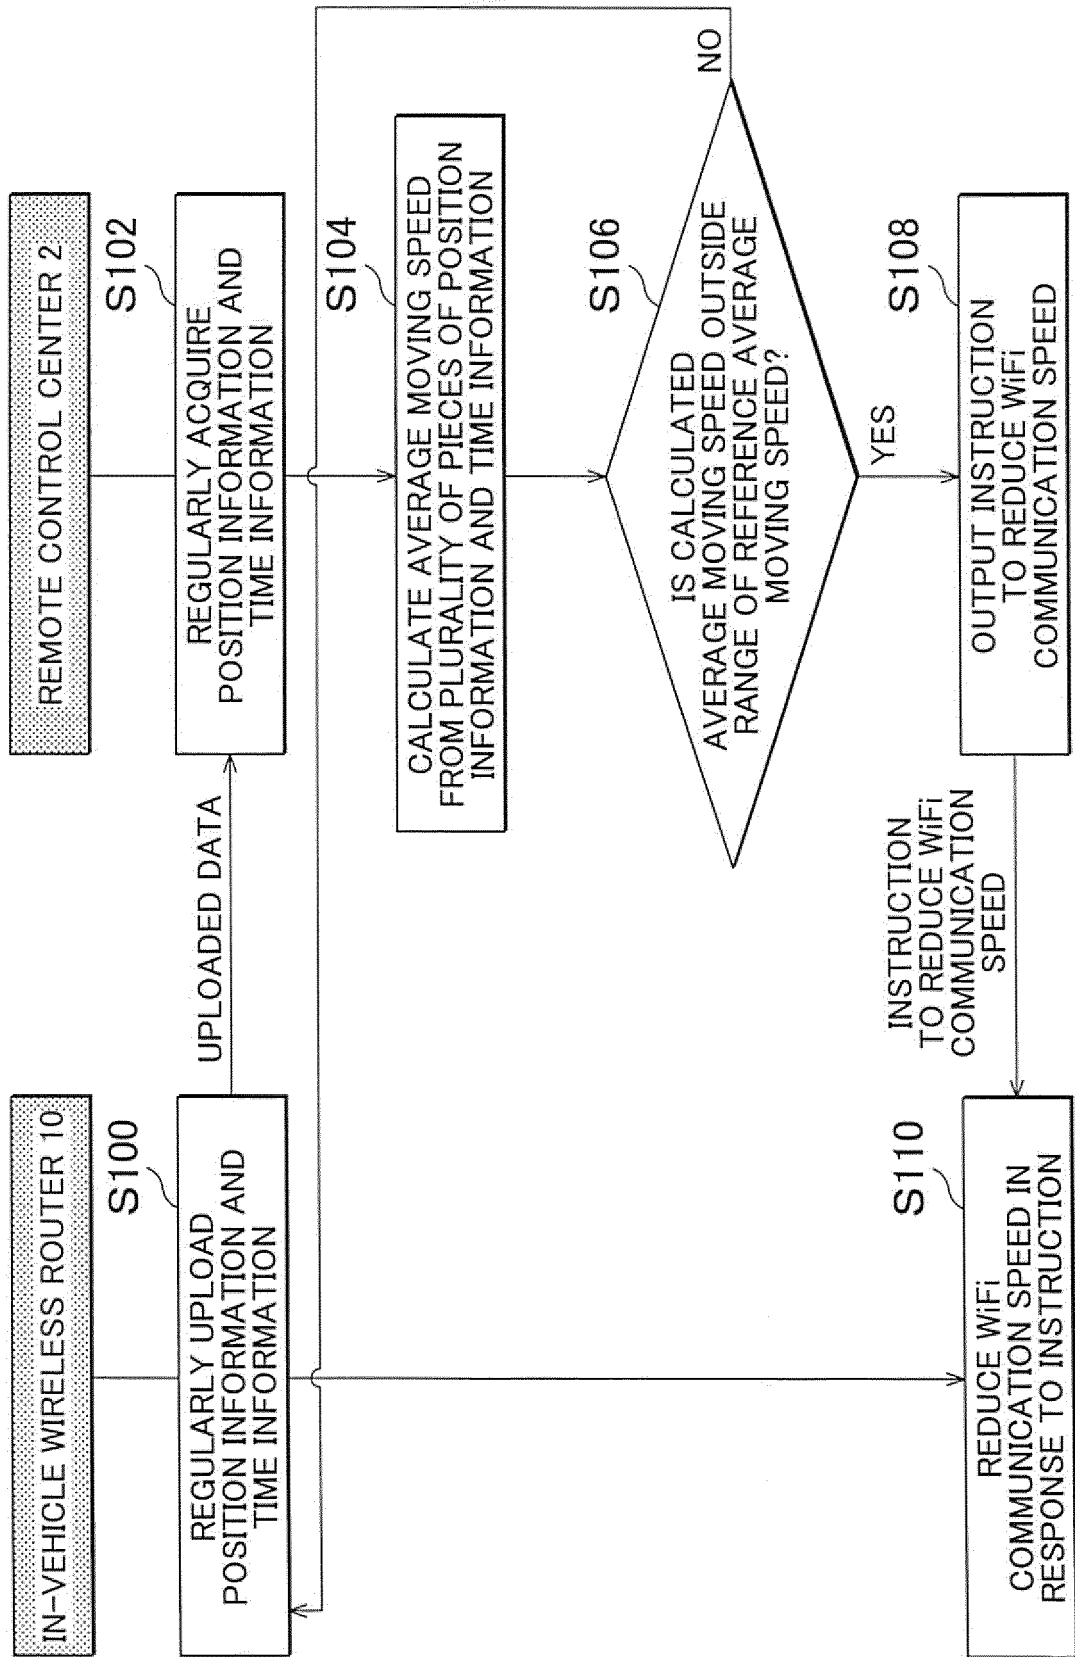 IN-VEHICLE WIRELESS ROUTER 10
REMOTE CONTROL CENTER 2
S100
REGULARLY UPLOAD
POSITION INFORMATION AND
TIME INFORMATION
UPLOADED DATA
S102
REGULARLY ACQUIRE
POSITION INFORMATION AND
TIME INFORMATION
S104
CALCULATE AVERAGE MOVING SPEED
FROM PLURALITY OF PIECES OF POSITION
INFORMATION AND TIME INFORMATION
S106
IS CALCULATED
AVERAGE MOVING SPEED OUTSIDE
RANGE OF REFERENCE AVERAGE
MOVING SPEED?
NO
YES
S108
OUTPUT INSTRUCTION
TO REDUCE WiFi
COMMUNICATION SPEED
INSTRUCTION
TO REDUCE WiFi
COMMUNICATION
SPEED
S110
REDUCE WiFi
COMMUNICATION SPEED IN
RESPONSE TO INSTRUCTION